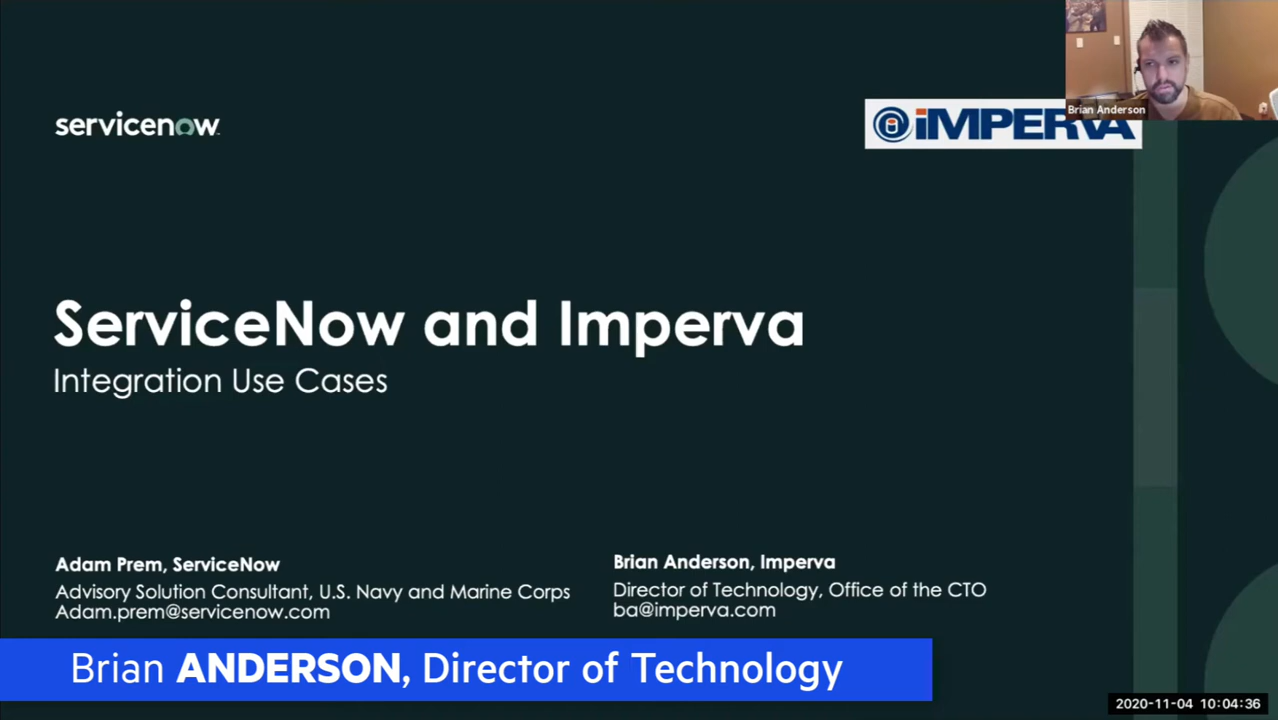 servicenow
iMPERVA
Brian Anderson
ServiceNow and Imperva
Integration Use Cases
Adam Prem, ServiceNow
Advisory Solution Consultant, U.S. Navy and Marine Corps
Adam.prem@servicenow.com
Brian Anderson, Imperva
Director of Technology, Office of the CTO
ba@imperva.com
Brian ANDERSON, Director of Technology
2020-11-04 10:04:36